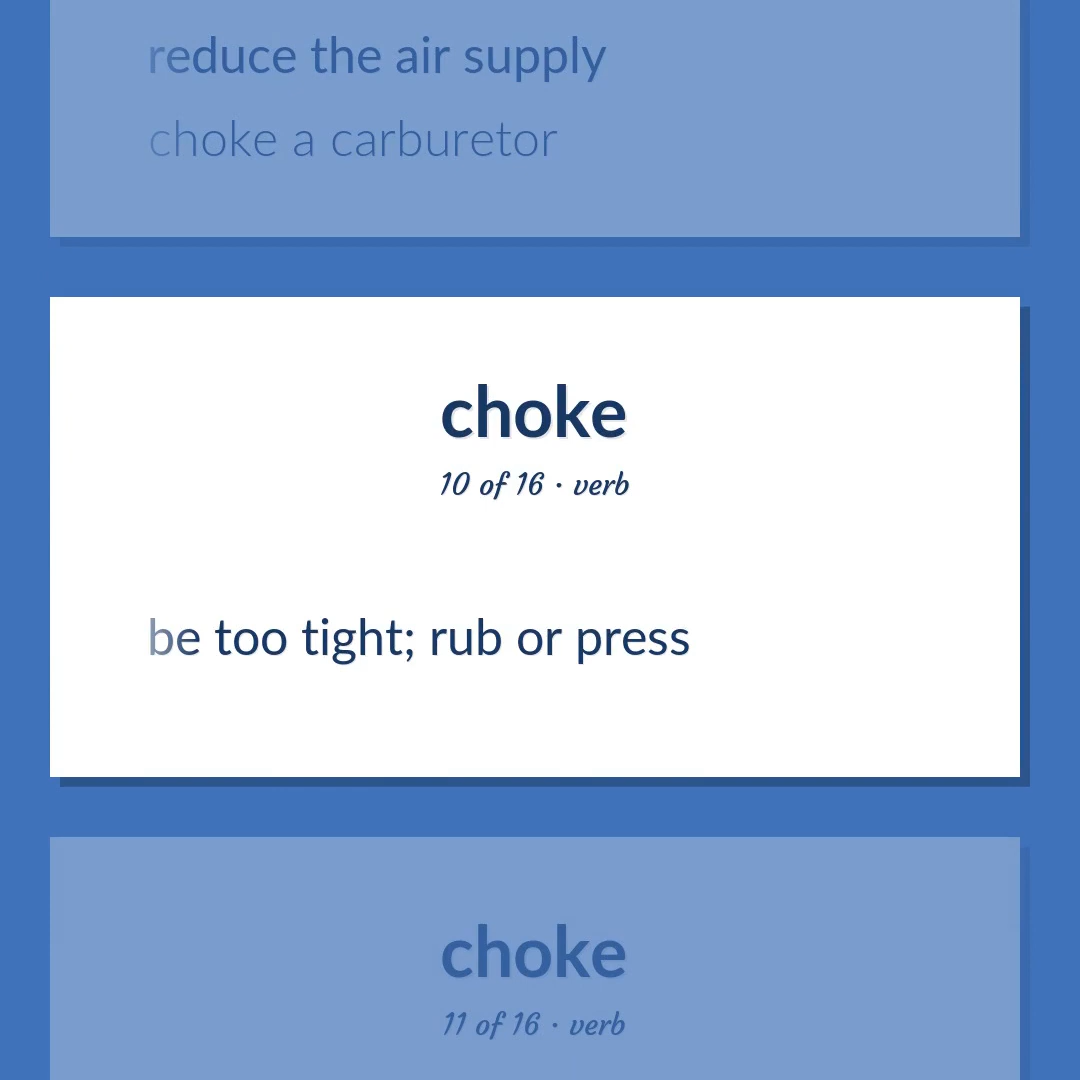 reduce the air supply
choke a carburetor
choke
10 of 16 · verb
be too tight; rub or press
choke
11 of 16 · verb